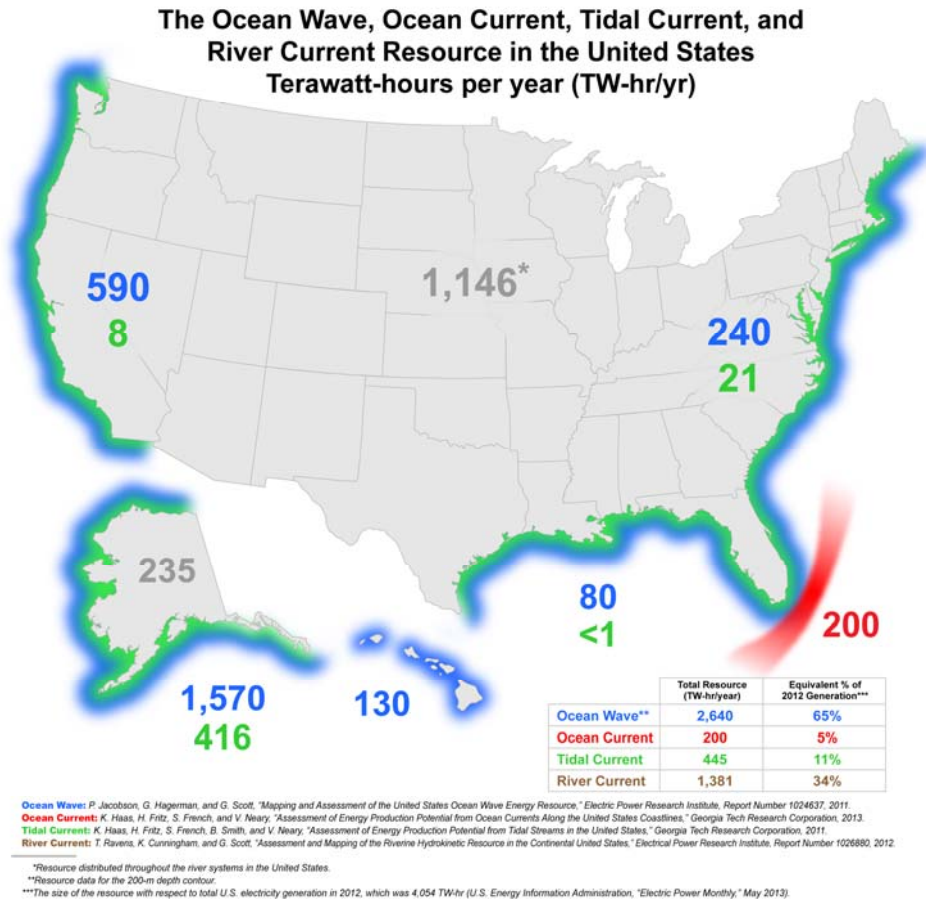 The Ocean Wave, Ocean Current, Tidal Current, and
River Current Resource in the United States
Terawatt-hours per year (TW-hr/yr)
590
8
1,146*
240
21
235
80
<1
200
1,570
416
130
Total Resource (TW-hr/year) Equivalent % of 2012 Generation***
Ocean Wave** 2,640 65%
Ocean Current 200 5%
Tidal Current 445 11%
River Current 1,381 34%
Ocean Wave: P. Jacobson, G. Hagerman, and G. Scott, "Mapping and Assessment of the United States Ocean Wave Energy Resource," Electric Power Research Institute, Report Number 1024637, 2011.
Ocean Current: K. Haas, H. Fritz, S. French, and V. Neary, "Assessment of Energy Production Potential from Ocean Currents Along the United States Coastlines," Georgia Tech Research Corporation, 2013.
Tidal Current: K. Haas, H. Fritz, S. French, B. Smith, and V. Neary, "Assessment of Energy Production Potential from Tidal Streams in the United States," Georgia Tech Research Corporation, 2011.
River Current: T. Ravens, K. Cunningham, and G. Scott, "Assessment and Mapping of the Riverine Hydrokinetic Resource in the Continental United States," Electrical Power Research Institute, Report Number 1026880, 2012.
*Resource distributed throughout the river systems in the United States.
**Resource data for the 200-m depth contour.
***The size of the resource with respect to total U.S. electricity generation in 2012, which was 4,054 TW-hr (U.S. Energy Information Administration, "Electric Power Monthly," May 2013).